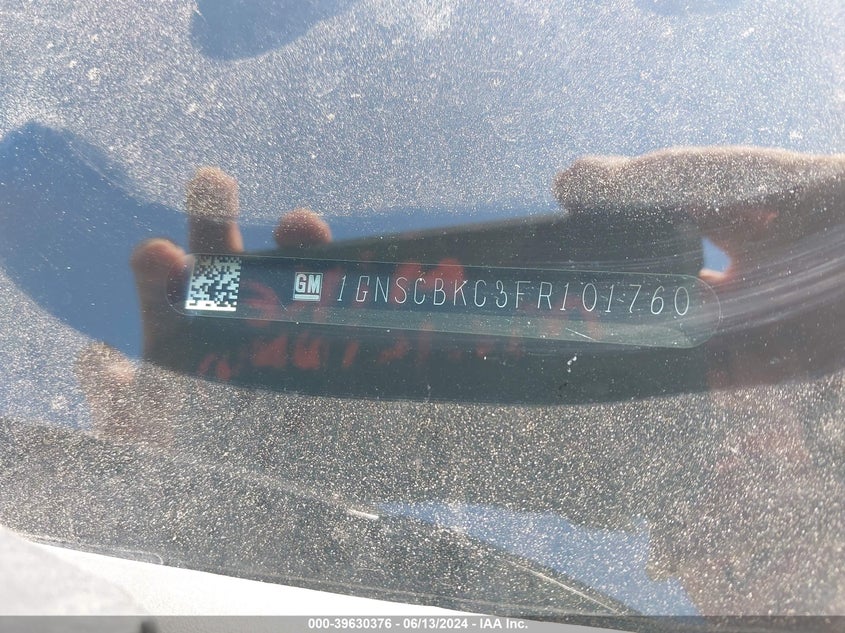 GM 1GNSCBKC3FR101760
000-39630376 - 06/13/2024 - IAA Inc.